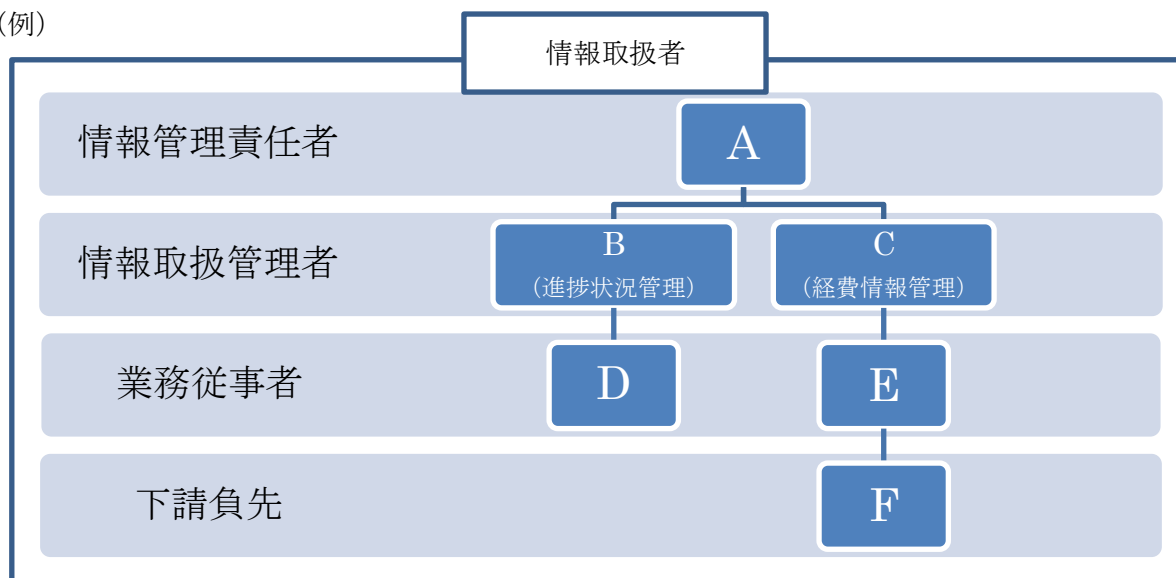 (例)
情報取扱者
情報管理責任者
A
情報取扱管理者
B
(進捗状況管理)
C
(経費情報管理)
業務従事者
D
E
下請負先
F